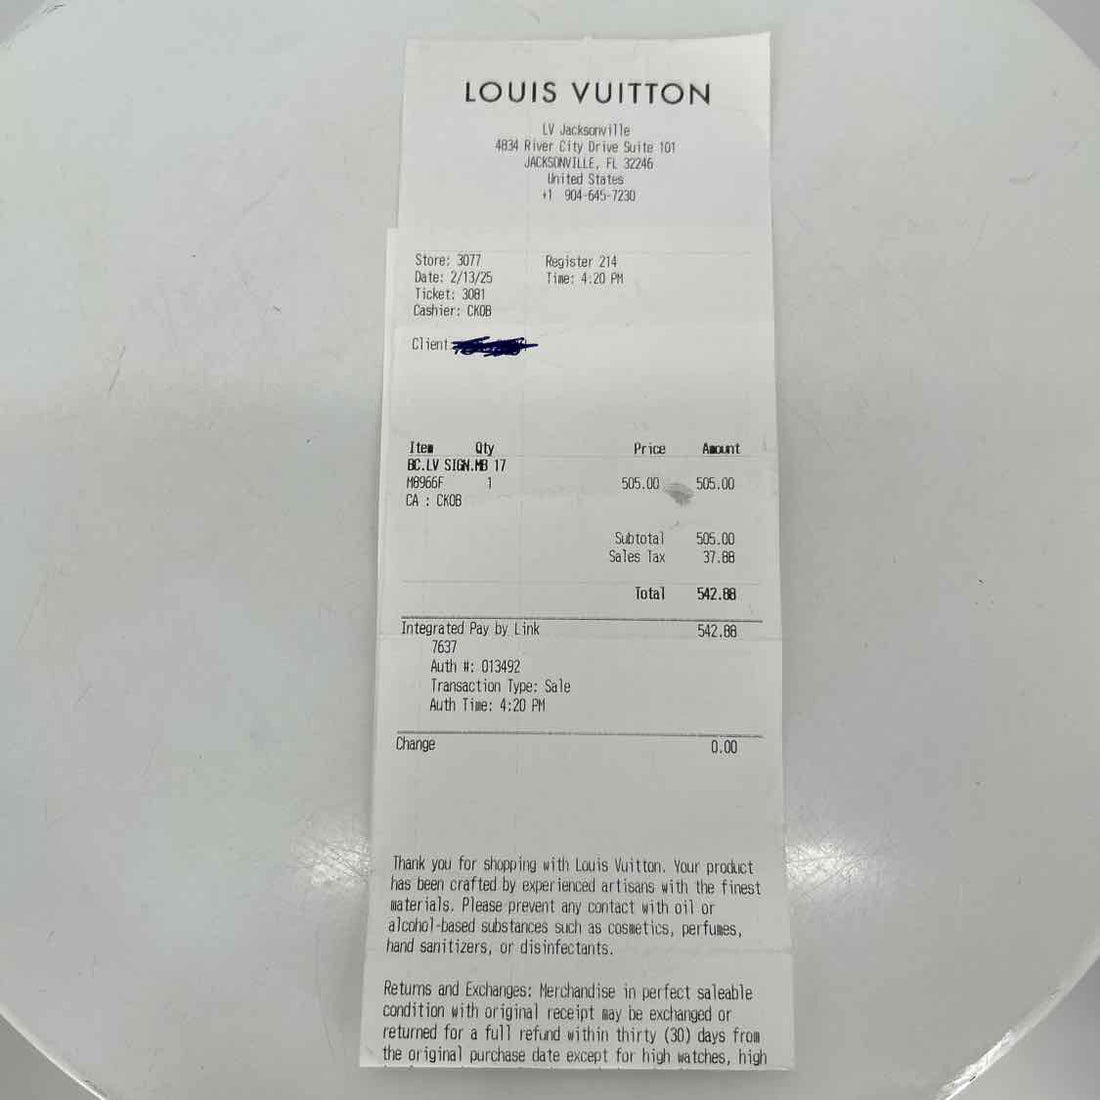 LOUIS VUITTON
LV Jacksonville
4834 River City Drive Suite 101
JACKSONVILLE, FL 32246
United States
+1 904-645-7230
Store: 3077 Register 214
Date: 2/13/25 Time: 4:20 PM
Ticket: 3081
Cashier: CKOB
Client
Item Qty Price Amount
BC.LV SIGN.MB 17
M8966F 1 505.00 505.00
CA : CKOB
Subtotal 505.00
Sales Tax 37.88
Total 542.88
Integrated Pay by Link 542.88
7637
Auth #: 013492
Transaction Type: Sale
Auth Time: 4:20 PM
Change 0.00
Thank you for shopping with Louis Vuitton. Your product
has been crafted by experienced artisans with the finest
materials. Please prevent any contact with oil or
alcohol-based substances such as cosmetics, perfumes,
hand sanitizers, or disinfectants.
Returns and Exchanges: Merchandise in perfect saleable
condition with original receipt may be exchanged or
returned for a full refund within thirty (30) days from
the original purchase date except for high watches, high